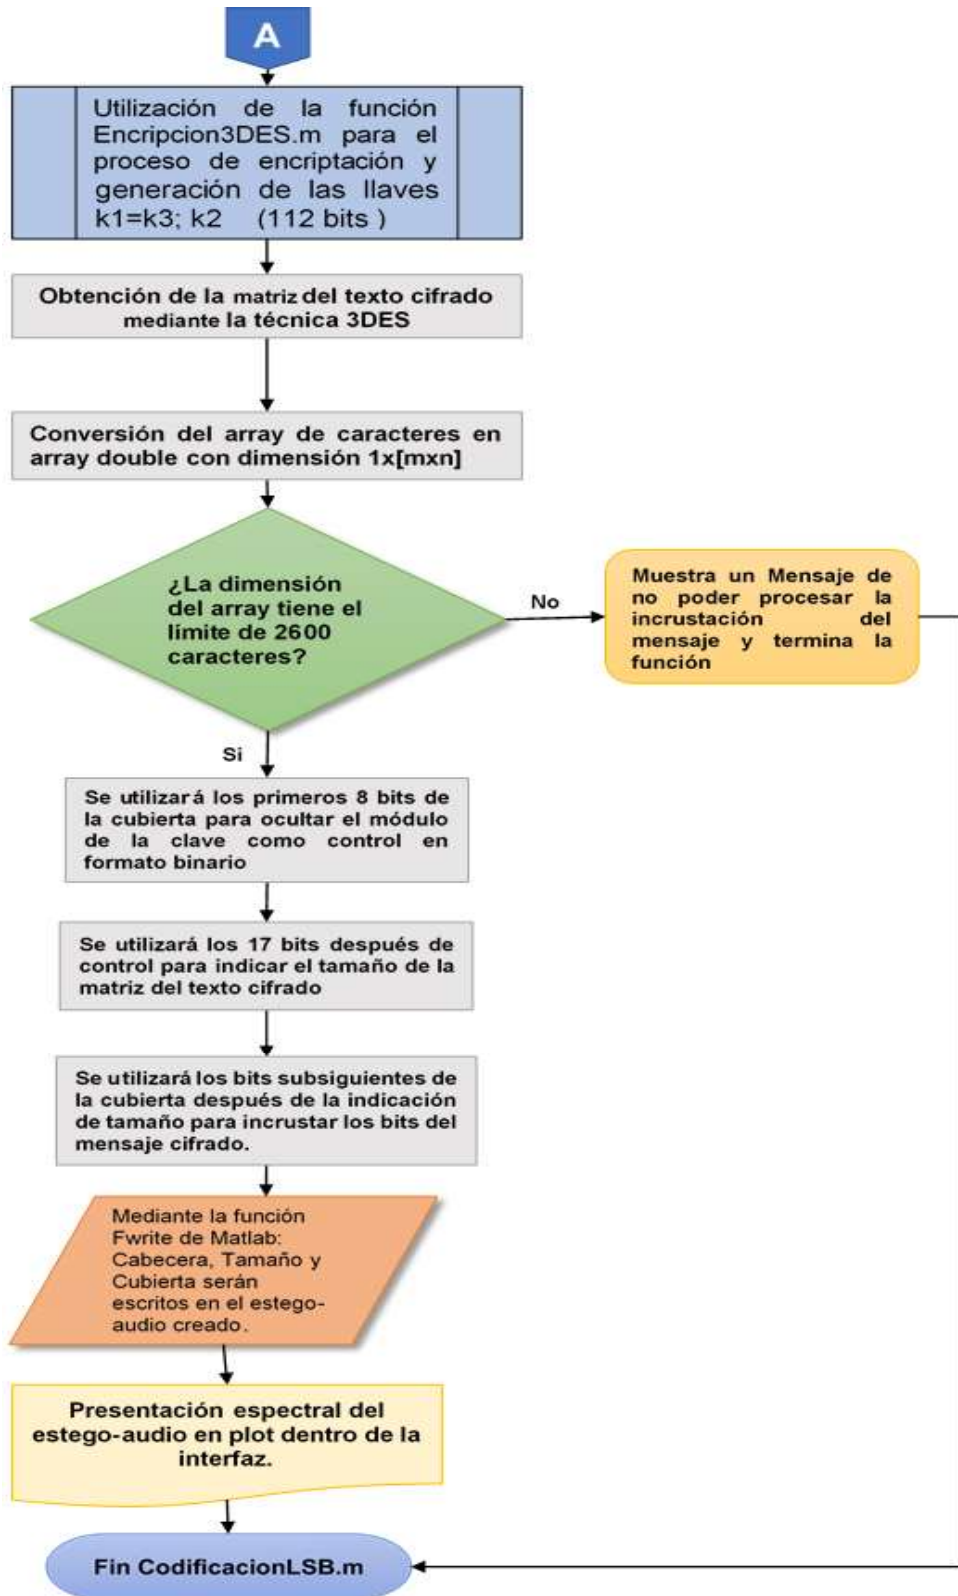 A
Utilización de la función
Encripcion3DES.m para el
proceso de encriptación y
generación de las llaves
k1=k3; k2 (112 bits )
Obtención de la matriz del texto cifrado
mediante la técnica 3DES
Conversión del array de caracteres en
array double con dimensión 1x[mxn]
¿La dimensión
del array tiene el
límite de 2600
caracteres?
No
Muestra un Mensaje de
no poder procesar la
incrustación del
mensaje y termina la
función
Si
Se utilizará los primeros 8 bits de
la cubierta para ocultar el módulo
de la clave como control en
formato binario
Se utilizará los 17 bits después de
control para indicar el tamaño de la
matriz del texto cifrado
Se utilizará los bits subsiguientes de
la cubierta después de la indicación
de tamaño para incrustar los bits del
mensaje cifrado.
Mediante la función
Fwrite de Matlab:
Cabecera, Tamaño y
Cubierta serán
escritos en el estego-
audio creado.
Presentación espectral del
estego-audio en plot dentro de la
interfaz.
Fin CodificacionLSB.m